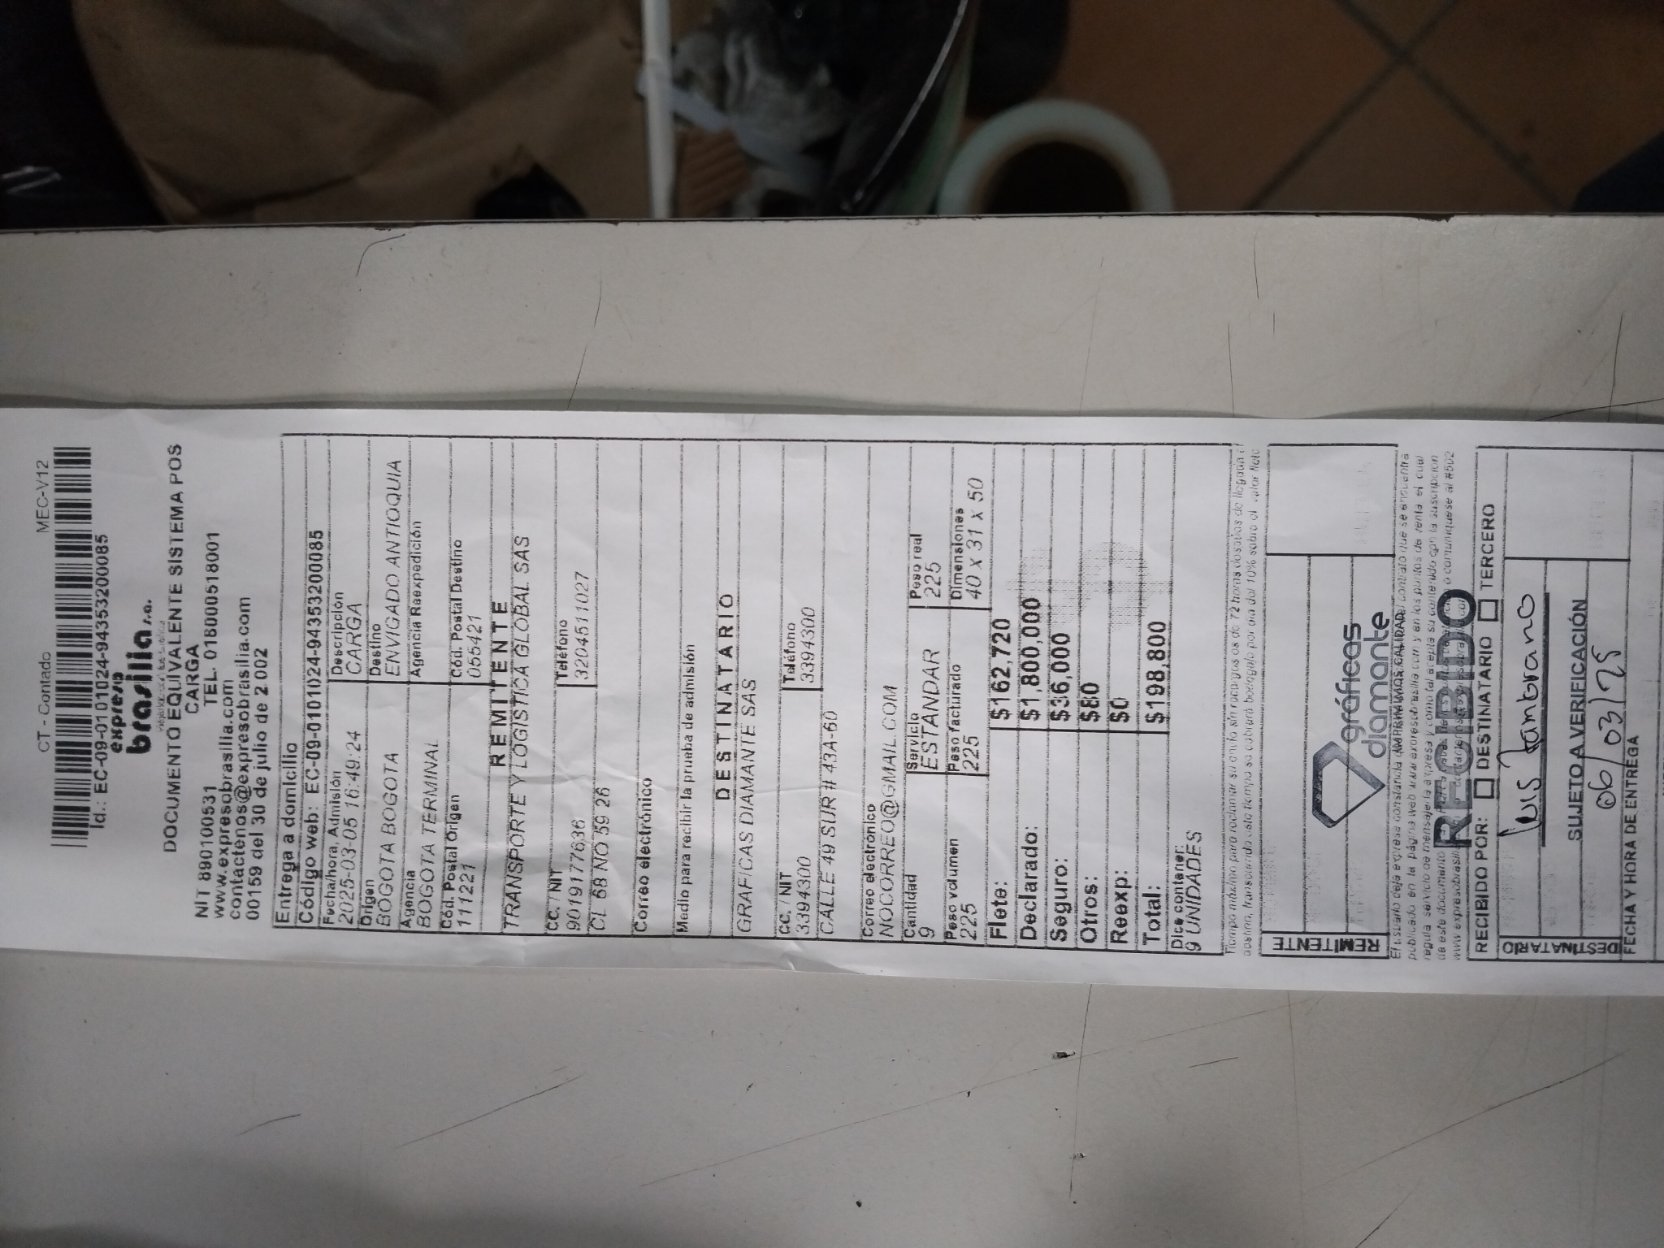 CT - Contado MEC-V12
Id.: EC-09-0101024-94353200085
expreso
brasilia s.a.
DOCUMENTO EQUIVALENTE SISTEMA POS
CARGA
NIT 890100531 TEL. 018000518001
www.expresobrasilia.com
contactenos@expresobrasilia.com
00159 del 30 de julio de 2 002
Entrega a domicilio
Código web: EC-09-0101024-94353200085
Fecha/hora, Admisión Descripción
2025-03-05 16:49:24 CARGA
Origen Destino
BOGOTA BOGOTA ENVIGADO ANTIOQUIA
Agencia Agencia Reexpedición
BOGOTA TERMINAL
Cód. Postal Origen Cód. Postal Destino
111221 055421
REMITENTE
TRANSPORTE Y LOGISTICA GLOBAL SAS
CC. / NIT Teléfono
9019177636 3204511027
CL 68 NO 59 26
Correo electrónico
Medio para recibir la prueba de admisión
DESTINATARIO
GRAFICAS DIAMANTE SAS
CC. / NIT Teléfono
3394300 3394300
CALLE 49 SUR # 43A-60
Correo electrónico
NOCORREO@GMAIL.COM
Cantidad Servicio Peso real
9 ESTÁNDAR 225
Peso volumen Peso facturado Dimensiones
225 225 40 x 31 x 50
Flete: $162,720
Declarado: $1,800,000
Seguro: $36,000
Otros: $80
Reexp: $0
Total: $198,800
Dice contener:
9 UNIDADES
REMITENTE
gráficas
diamante
RECIBIDO
RECIBIDO POR: DESTINATARIO TERCERO
DESTINATARIO
Luis Zambrano
SUJETO A VERIFICACIÓN
06/03/25
FECHA Y HORA DE ENTREGA